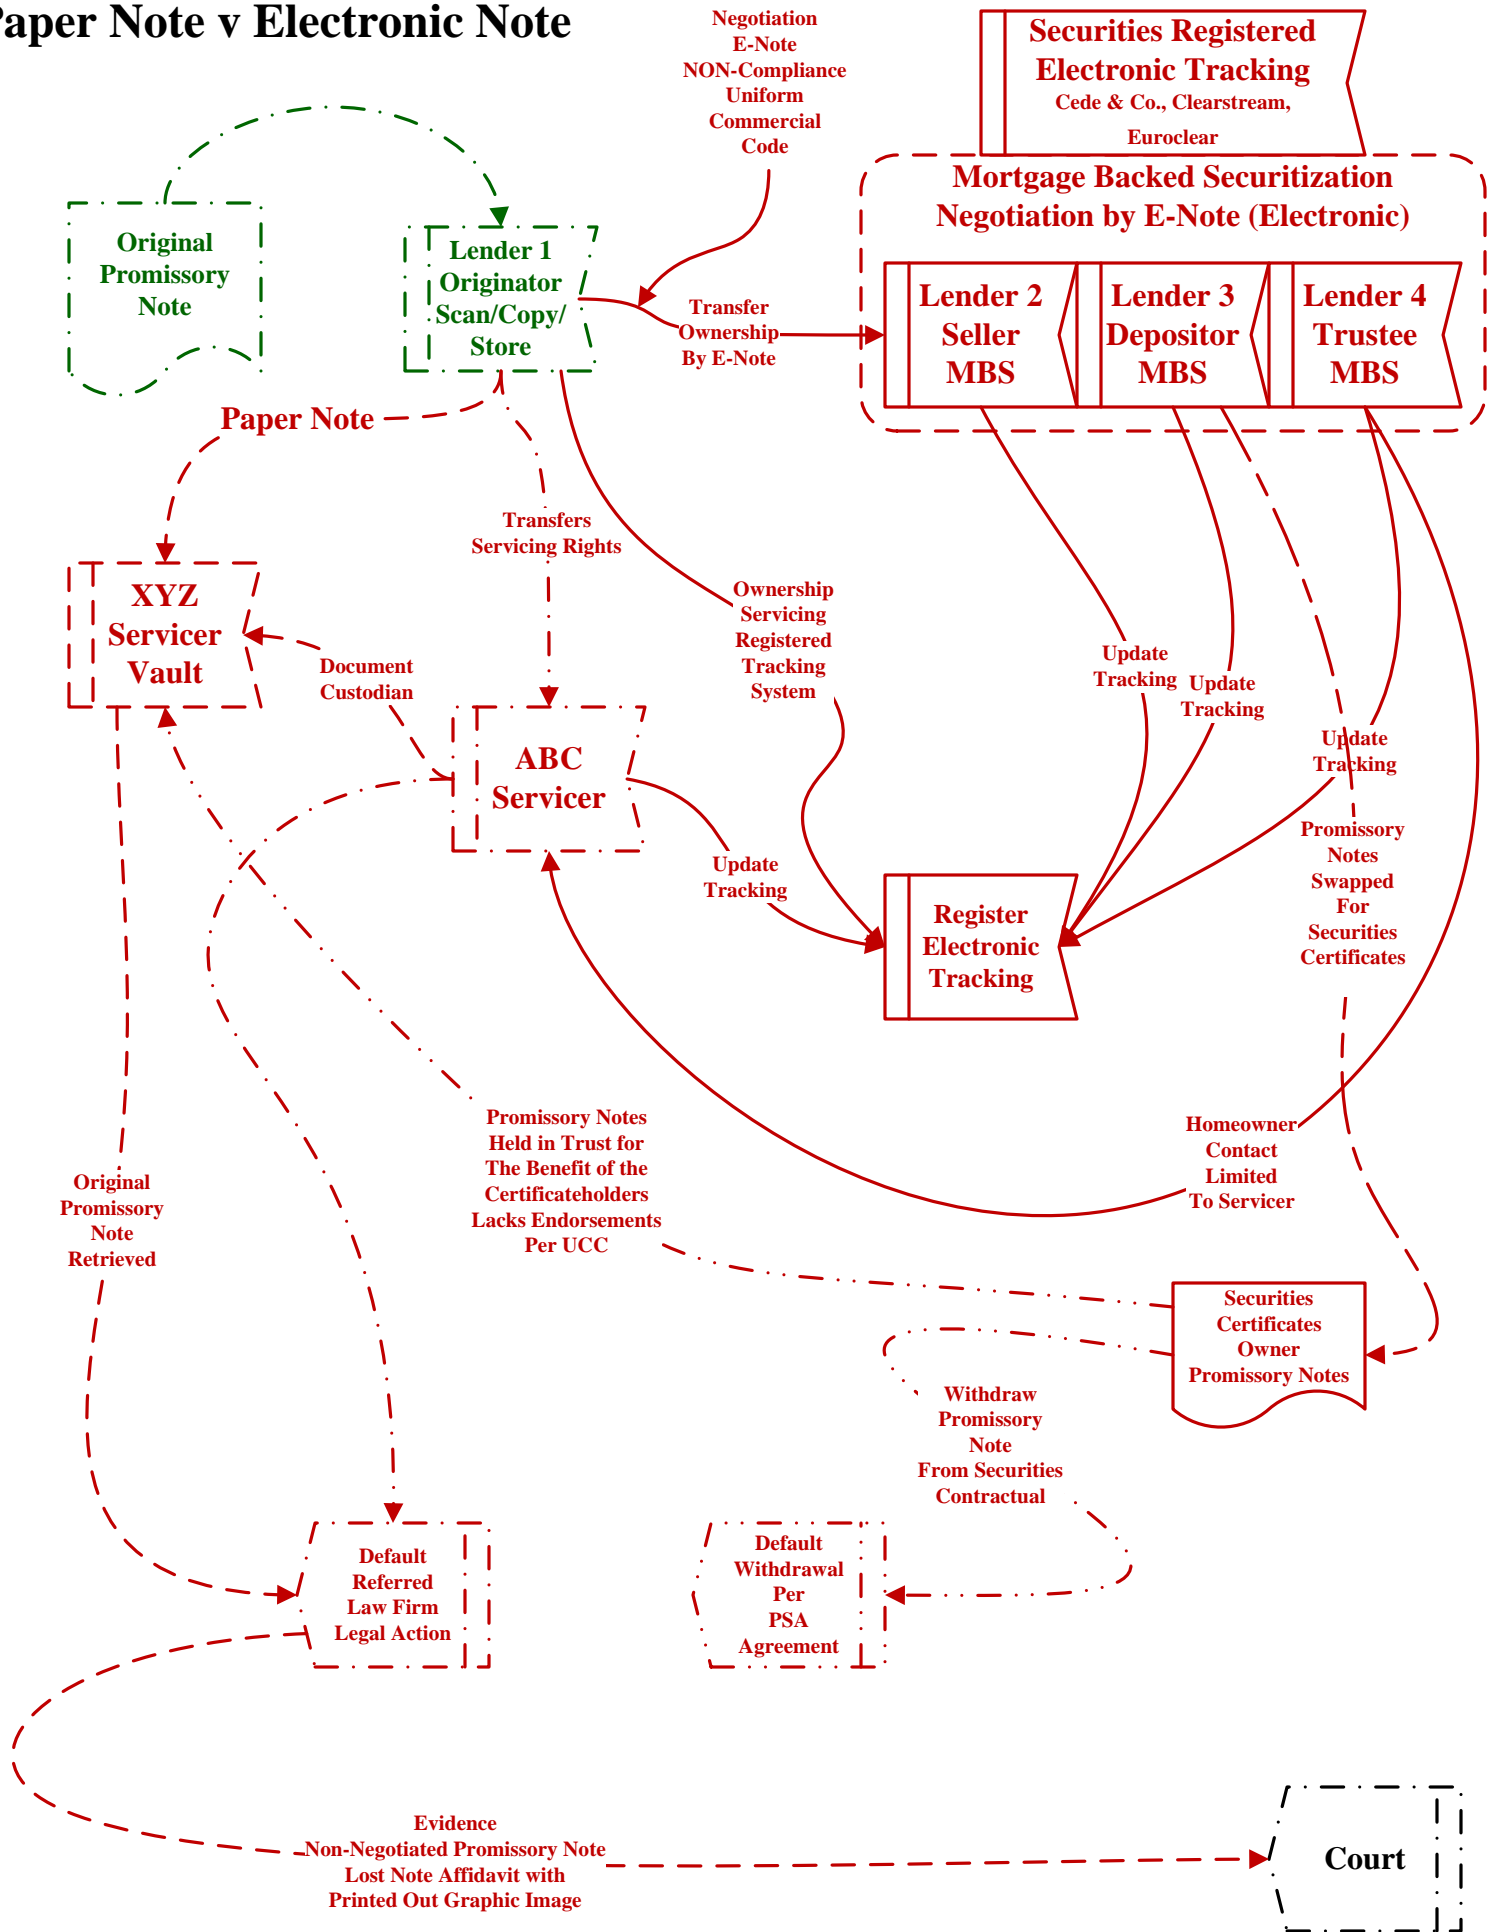 Paper Note v Electronic Note
Negotiation
E-Note
NON-Compliance
Uniform
Commercial
Code
Securities Registered
Electronic Tracking
Cede & Co., Clearstream,
Euroclear
Mortgage Backed Securitization
Negotiation by E-Note (Electronic)
Original
Promissory
Note
Lender 1
Originator
Scan/Copy/
Store
Transfer
Ownership
By E-Note
Lender 2
Seller
MBS
Lender 3
Depositor
MBS
Lender 4
Trustee
MBS
Paper Note
Transfers
Servicing Rights
XYZ
Servicer
Vault
Document
Custodian
Ownership
Servicing
Registered
Tracking
System
Update
Tracking
Update
Tracking
Update
Tracking
ABC
Servicer
Update
Tracking
Promissory
Notes
Swapped
For
Securities
Certificates
Register
Electronic
Tracking
Promissory Notes
Held in Trust for
The Benefit of the
Certificateholders
Lacks Endorsements
Per UCC
Homeowner
Contact
Limited
To Servicer
Original
Promissory
Note
Retrieved
Securities
Certificates
Owner
Promissory Notes
Withdraw
Promissory
Note
From Securities
Contractual
Default
Referred
Law Firm
Legal Action
Default
Withdrawal
Per
PSA
Agreement
Evidence
Non-Negotiated Promissory Note
Lost Note Affidavit with
Printed Out Graphic Image
Court